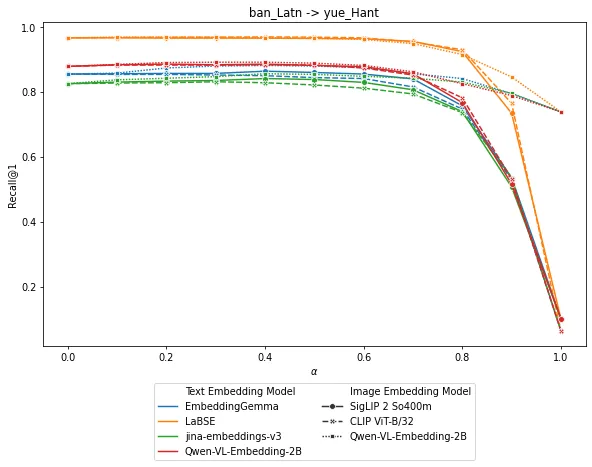 ban_Latn -> yue_Hant
1.0
0.8
0.6
0.4
0.2
Recall@1
0.0 0.2 0.4 0.6 0.8 1.0
α
Text Embedding Model Image Embedding Model
EmbeddingGemma SigLIP 2 So400m
LaBSE CLIP ViT-B/32
jina-embeddings-v3 Qwen-VL-Embedding-2B
Qwen-VL-Embedding-2B